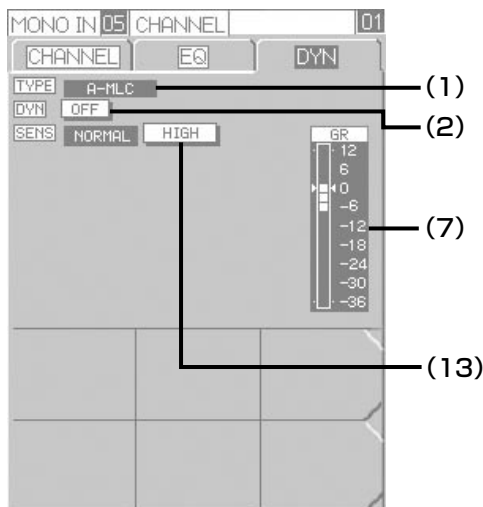 MONO IN 05 CHANNEL 01
CHANNEL EQ DYN
TYPE A-MLC (1)
DYN OFF (2)
SENS NORMAL HIGH GR
12
6
0
-6
-12 (7)
-18
-24
-30
-36
(13)